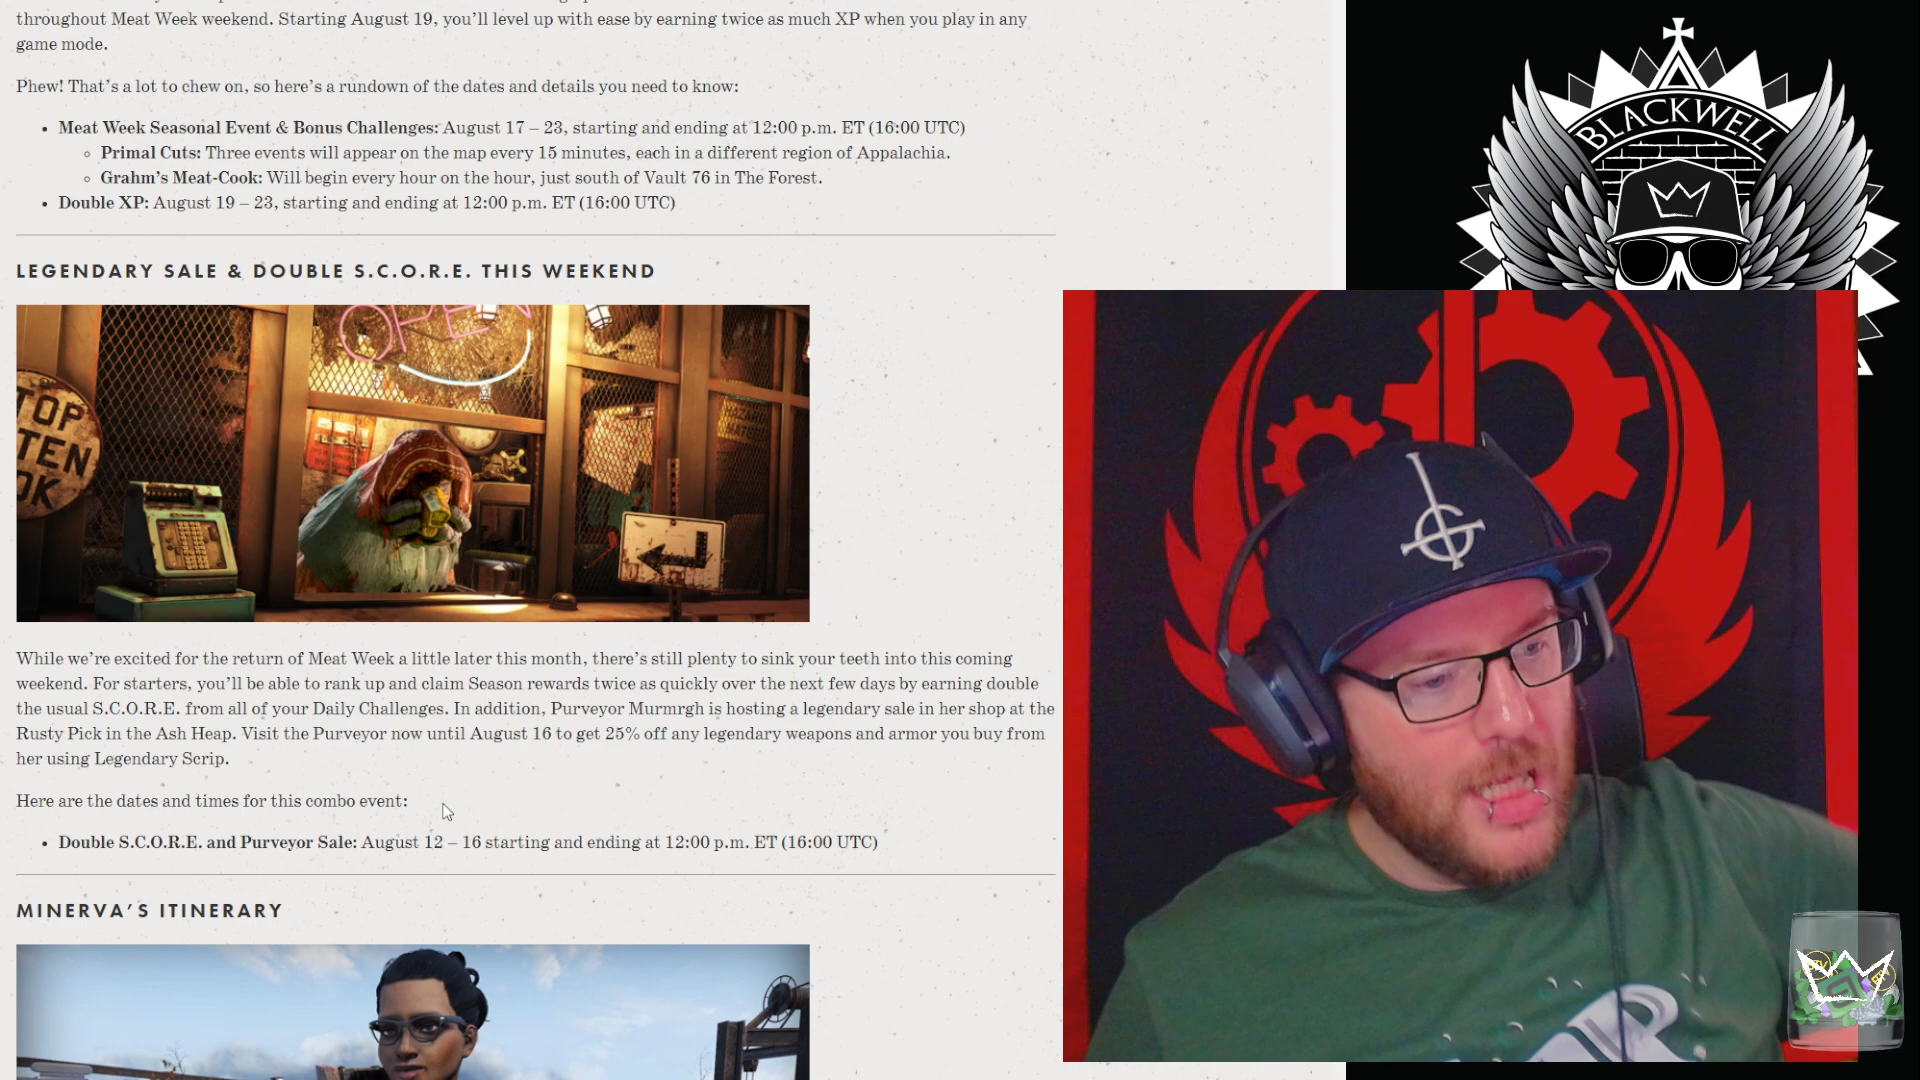 throughout Meat Week weekend. Starting August 19, you'll level up with ease by earning twice as much XP when you play in any
game mode.
Phew! That's a lot to chew on, so here's a rundown of the dates and details you need to know:
• Meat Week Seasonal Event & Bonus Challenges: August 17 – 23, starting and ending at 12:00 p.m. ET (16:00 UTC)
◦ Primal Cuts: Three events will appear on the map every 15 minutes, each in a different region of Appalachia.
◦ Grahm's Meat-Cook: Will begin every hour on the hour, just south of Vault 76 in The Forest.
• Double XP: August 19 – 23, starting and ending at 12:00 p.m. ET (16:00 UTC)
BLACKWELL
LEGENDARY SALE & DOUBLE S.C.O.R.E. THIS WEEKEND
OPEN
TOP
TEN
OK
While we're excited for the return of Meat Week a little later this month, there's still plenty to sink your teeth into this coming
weekend. For starters, you'll be able to rank up and claim Season rewards twice as quickly over the next few days by earning double
the usual S.C.O.R.E. from all of your Daily Challenges. In addition, Purveyor Murmrgh is hosting a legendary sale in her shop at the
Rusty Pick in the Ash Heap. Visit the Purveyor now until August 16 to get 25% off any legendary weapons and armor you buy from
her using Legendary Scrip.
Here are the dates and times for this combo event:
• Double S.C.O.R.E. and Purveyor Sale: August 12 – 16 starting and ending at 12:00 p.m. ET (16:00 UTC)
MINERVA'S ITINERARY